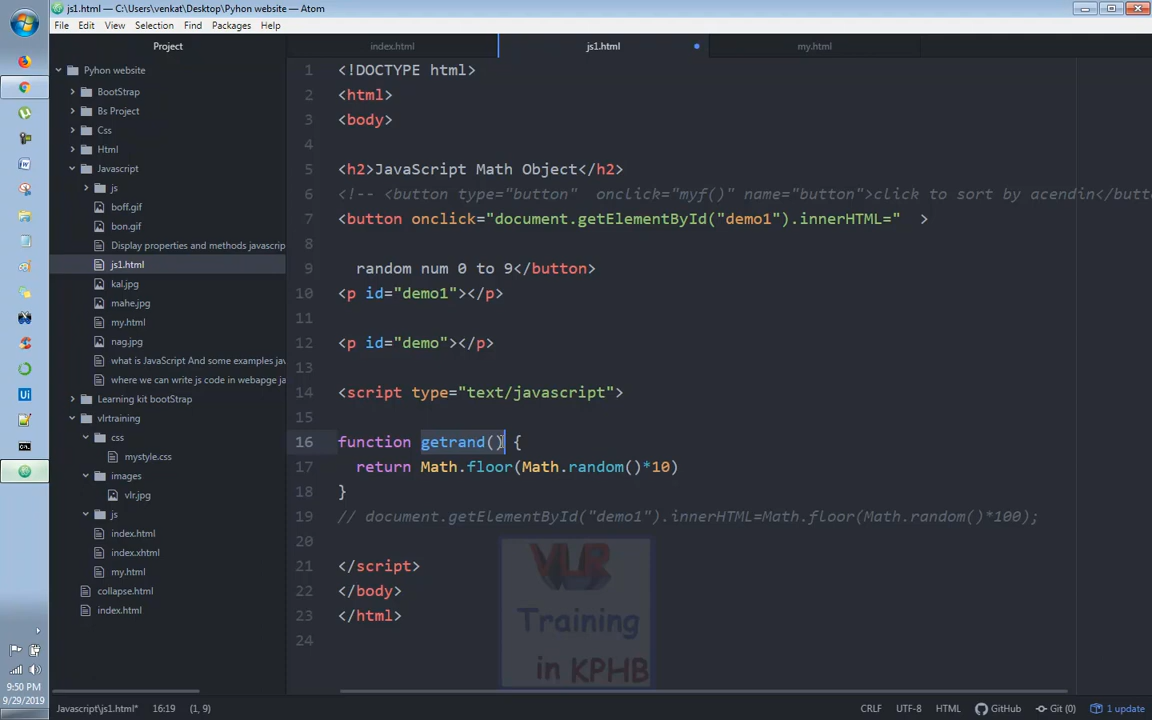 js1.html — C:\Users\venkat\Desktop\Pyhon website — Atom
File Edit View Selection Find Packages Help
Project
index.html
js1.html
my.html
Pyhon website
BootStrap
Bs Project
Css
Html
Javascript
js
boff.gif
bon.gif
Display properties and methods javascrip
js1.html
kal.jpg
mahe.jpg
my.html
nag.jpg
what is JavaScript And some examples jav
where we can write js code in webapge ja
Learning kit bootStrap
vlrtraining
css
mystyle.css
images
vlr.jpg
js
index.html
index.xhtml
my.html
collapse.html
index.html
1 <!DOCTYPE html>
2 <html>
3 <body>
4
5 <h2>JavaScript Math Object</h2>
6 <!-- <button type="button"  onclick="myf()" name="button">click to sort by acendin</butto
7 <button onclick="document.getElementById("demo1").innerHTML="  >
8
9 random num 0 to 9</button>
10 <p id="demo1"></p>
11
12 <p id="demo"></p>
13
14 <script type="text/javascript">
15
16 function getrand() {
17 return Math.floor(Math.random()*10)
18 }
19 // document.getElementById("demo1").innerHTML=Math.floor(Math.random()*100);
20
21 </script>
22 </body>
23 </html>
24
VLR
Training
in KPHB
Ui
9:50 PM
9/29/2019
Javascript\js1.html* 16:19 (1, 9) CRLF UTF-8 HTML GitHub Git (0) 1 update